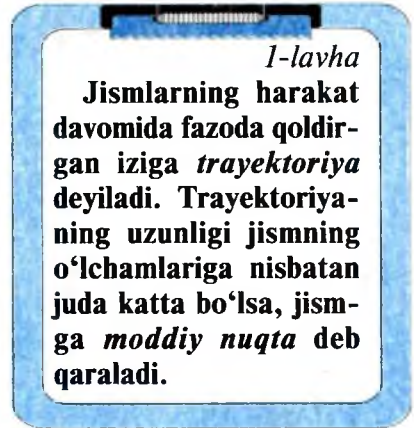 1-lavha
Jismlarning harakat
davomida fazoda qoldir-
gan iziga trayektoriya
deyiladi. Trayektoriya-
ning uzunligi jismning
o‘lchamlariga nisbatan
juda katta bo‘lsa, jism-
ga moddiy nuqta deb
qaraladi.